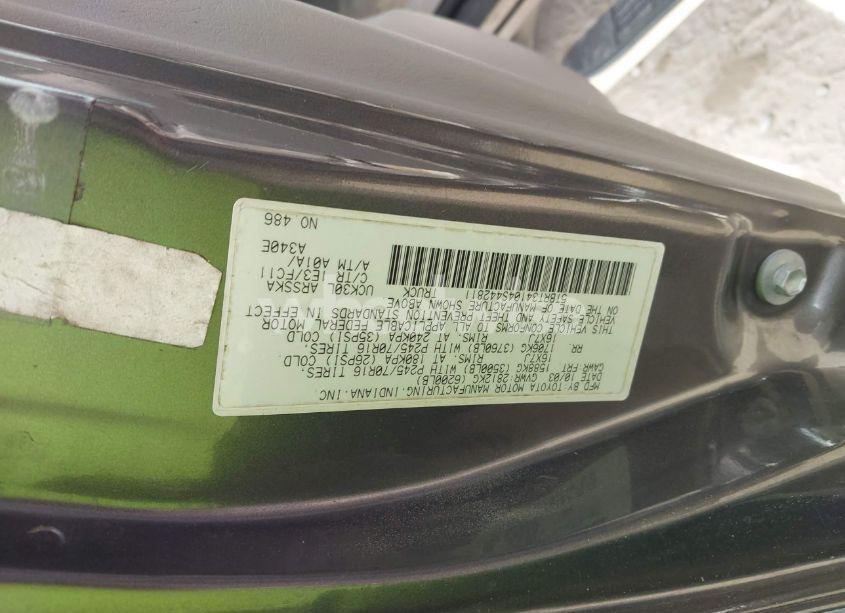 MFD.BY:TOYOTA MOTOR MANUFACTURING,INDIANA,INC.
DATE 10/03 GVWR:2812KG (6200LB)
GAWR FRT 1588KG (3500LB) WITH P245/70R16 TIRES.
16X7J RIMS. AT 180KPA (26PSI) COLD
RR 1706KG (3760LB) WITH P245/70R16 TIRES.
16X7J RIMS AT 240KPA (35PSI) COLD
THIS VEHICLE CONFORMS TO ALL APPLICABLE FEDERAL MOTOR
VEHICLE SAFETY AND THEFT PREVENTION STANDARDS IN EFFECT
ON THE DATE OF MANUFACTURE SHOWN ABOVE
5TBRT34104S442811 TRUCK
UCK30L ARSSKA
C/TR 1E3/FC11
A/TM A01A/ A340E
NO 486